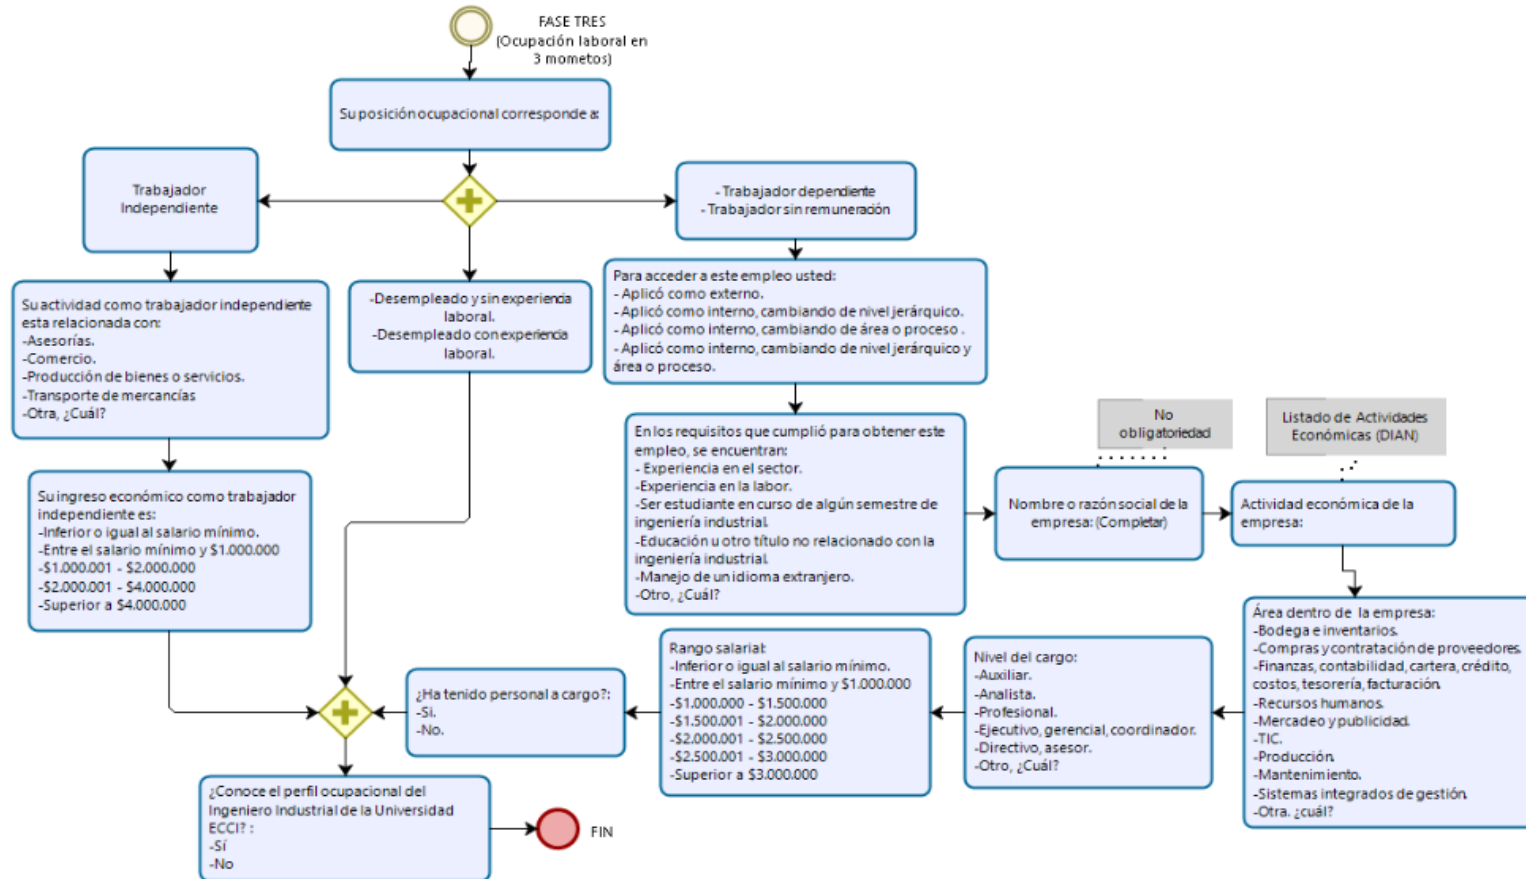 FASE TRES
(Ocupación laboral en
3 mometos)
Su posición ocupacional corresponde a:
Trabajador
Independiente
- Trabajador dependiente
- Trabajador sin remuneración
Su actividad como trabajador independiente
esta relacionada con:
-Asesorías.
-Comercio.
-Producción de bienes o servicios.
-Transporte de mercancías
-Otra, ¿Cuál?
-Desempleado y sin experiencia
laboral.
-Desempleado con experiencia
laboral.
Para acceder a este empleo usted:
- Aplicó como externo.
- Aplicó como interno, cambiando de nivel jerárquico.
- Aplicó como interno, cambiando de área o proceso .
- Aplicó como interno, cambiando de nivel jerárquico y
área o proceso.
Su ingreso económico como trabajador
independiente es:
-Inferior o igual al salario mínimo.
-Entre el salario mínimo y $1.000.000
-$1.000.001 - $2.000.000
-$2.000.001 - $4.000.000
-Superior a $4.000.000
En los requisitos que cumplió para obtener este
empleo, se encuentran:
- Experiencia en el sector.
-Experiencia en la labor.
-Ser estudiante en curso de algún semestre de
ingeniería industrial.
-Educación u otro título no relacionado con la
ingeniería industrial.
-Manejo de un idioma extranjero.
-Otro, ¿Cuál?
No
obligatoriedad
Nombre o razón social de la
empresa: (Completar)
Listado de Actividades
Económicas (DIAN)
Actividad económica de la
empresa:
Área dentro de la empresa:
-Bodega e inventarios.
-Compras y contratación de proveedores.
-Finanzas, contabilidad, cartera, crédito,
costos, tesorería, facturación.
-Recursos humanos.
-Mercadeo y publicidad.
-TIC.
-Producción.
-Mantenimiento.
-Sistemas integrados de gestión.
-Otra. ¿cuál?
Nivel del cargo:
-Auxiliar.
-Analista.
-Profesional.
-Ejecutivo, gerencial, coordinador.
-Directivo, asesor.
-Otro, ¿Cuál?
Rango salarial:
-Inferior o igual al salario mínimo.
-Entre el salario mínimo y $1.000.000
-$1.000.000 - $1.500.000
-$1.500.001 - $2.000.000
-$2.000.001 - $2.500.000
-$2.500.001 - $3.000.000
-Superior a $3.000.000
¿Ha tenido personal a cargo?:
-Si.
-No.
¿Conoce el perfil ocupacional del
Ingeniero Industrial de la Universidad
ECCI? :
-Sí
-No
FIN